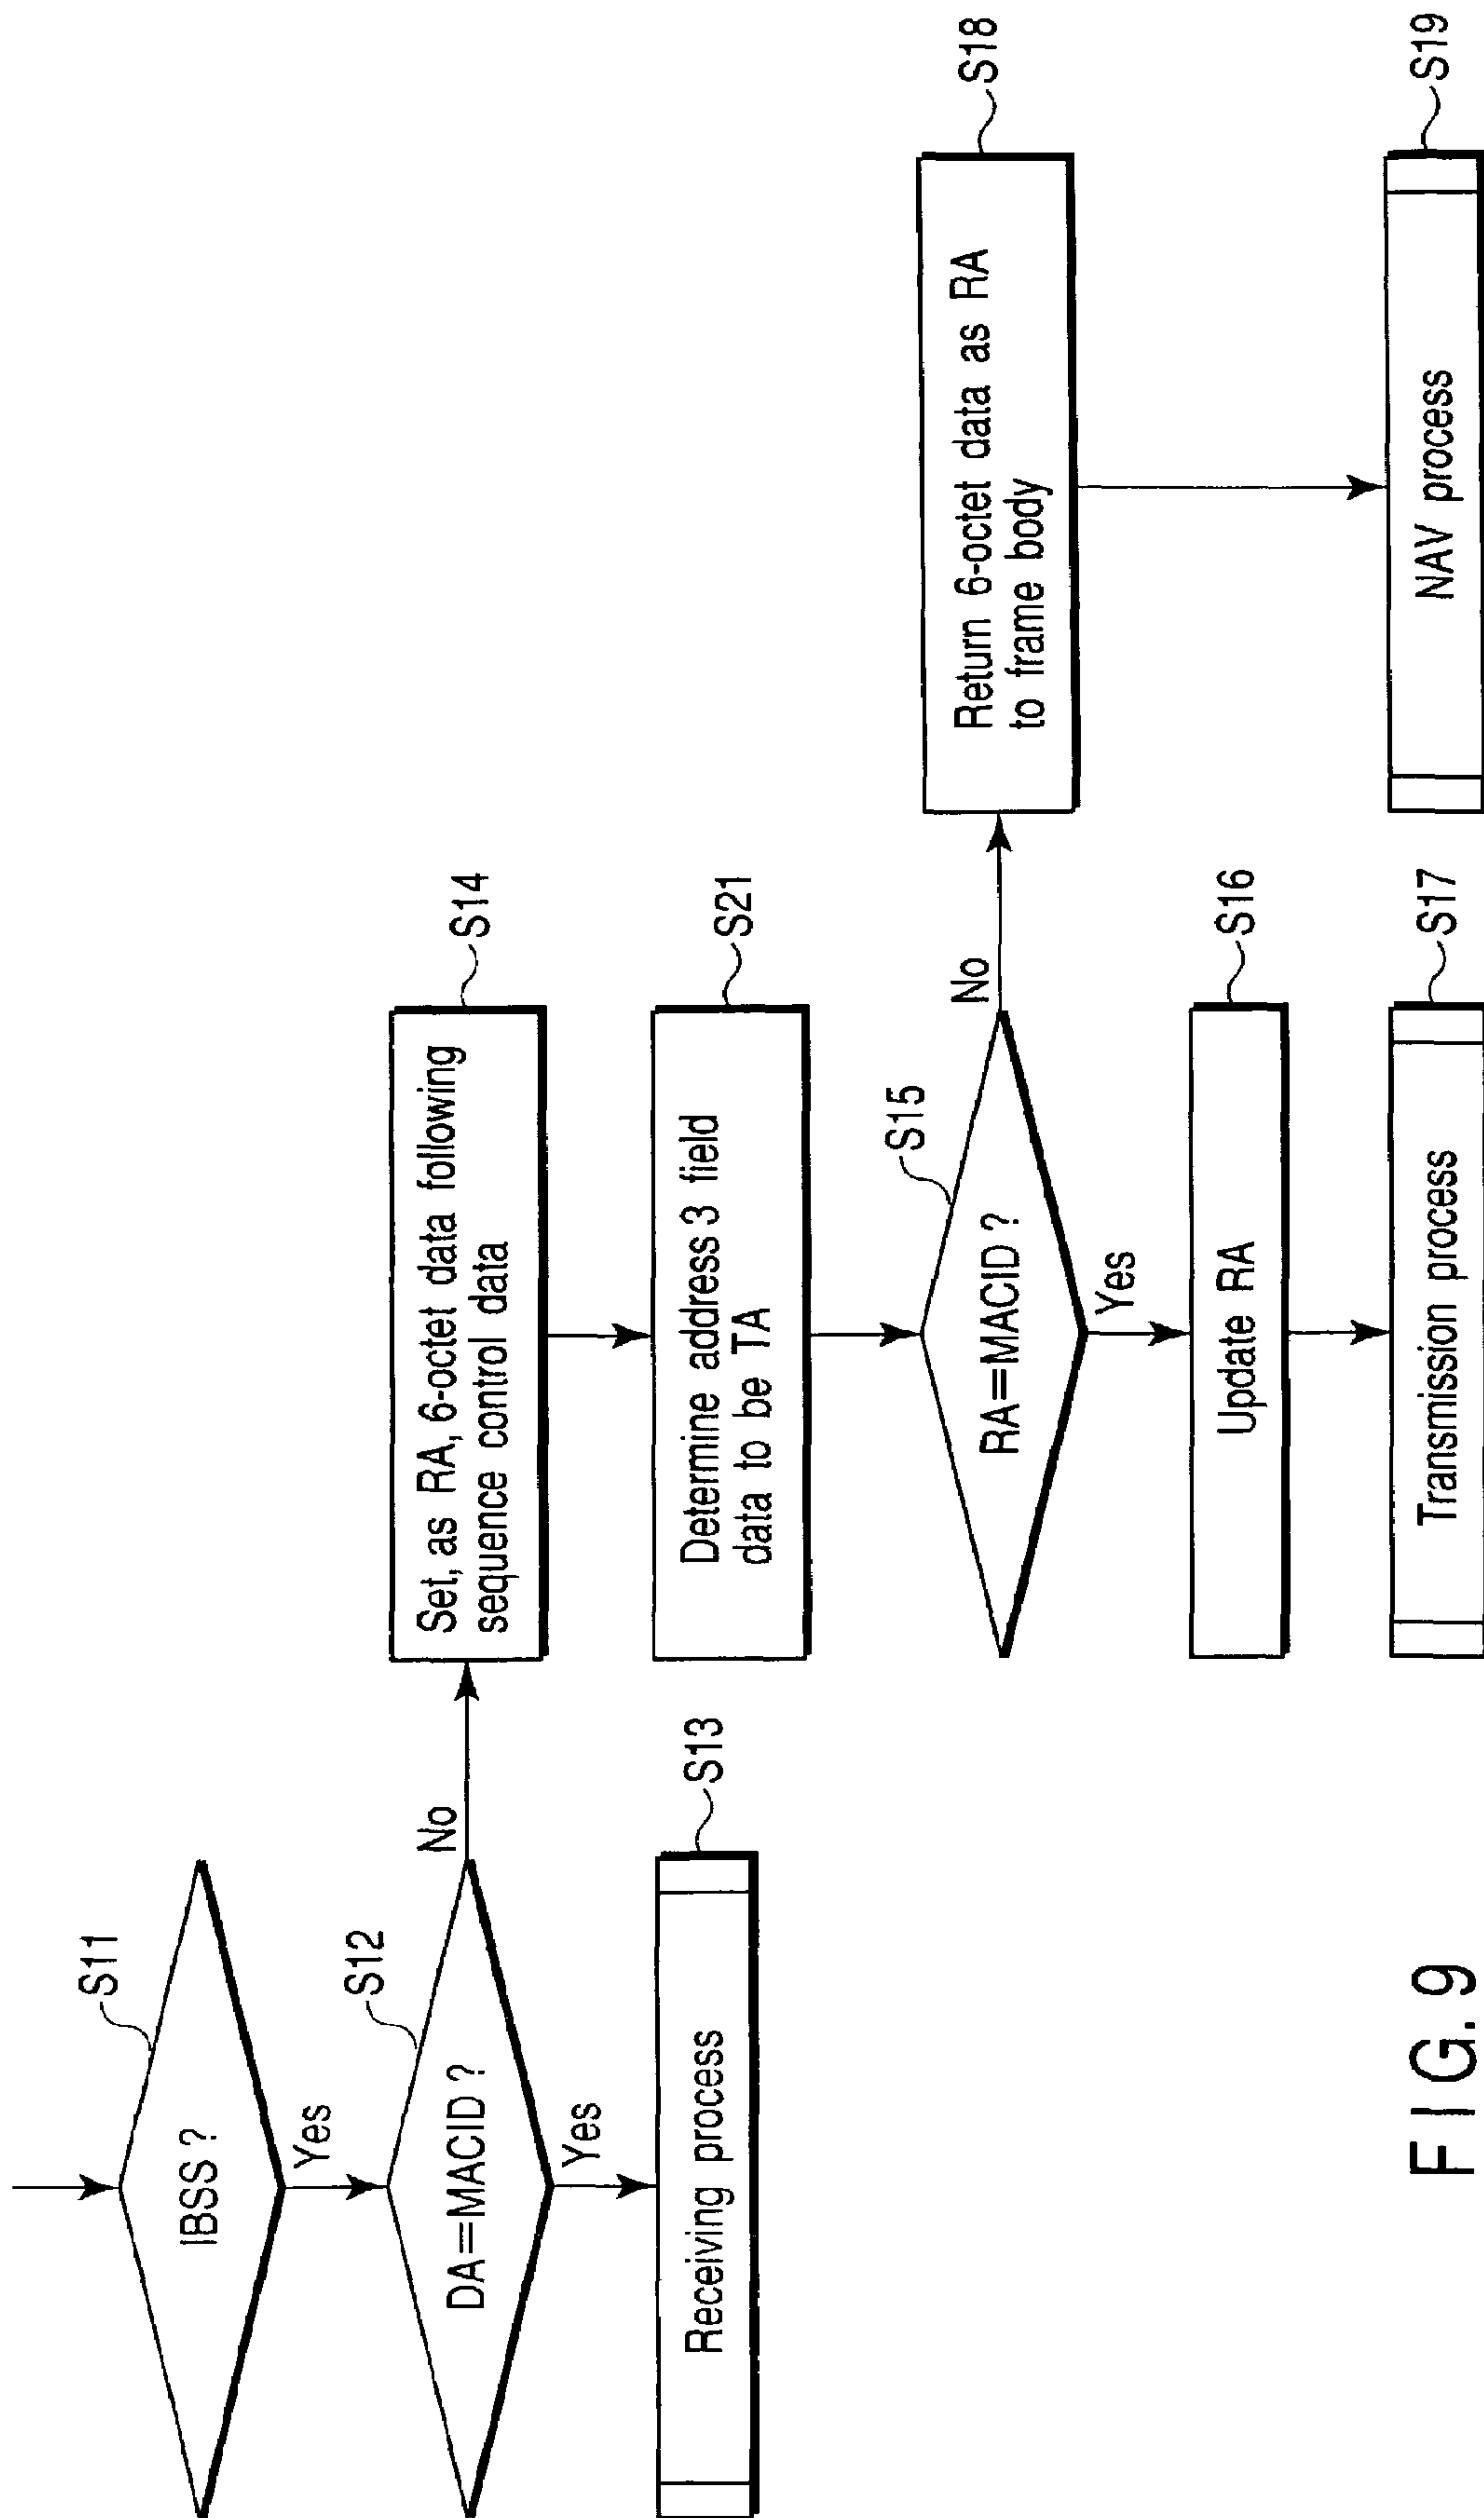 S11
IBSS?
Yes
S12
DA=MACID?
No
Yes
S13
Receiving process
S14
Set, as RA, 6-octet data following
sequence control data
S21
Determine address 3 field
data to be TA
S15
RA=MACID?
No
Yes
S16
Update RA
S17
Transmission process
S18
Return 6-octet data as RA
to frame body
S19
NAV process
FIG. 9